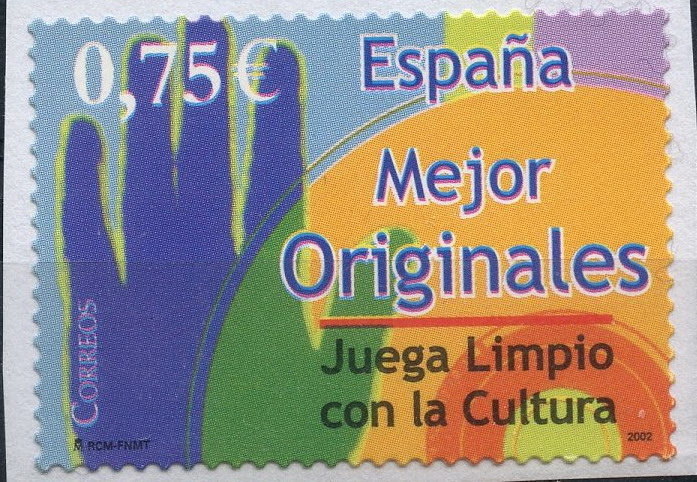 0,75€
España
Mejor
Originales
Juega Limpio
con la Cultura
CORREOS
RCM-FNMT
2002